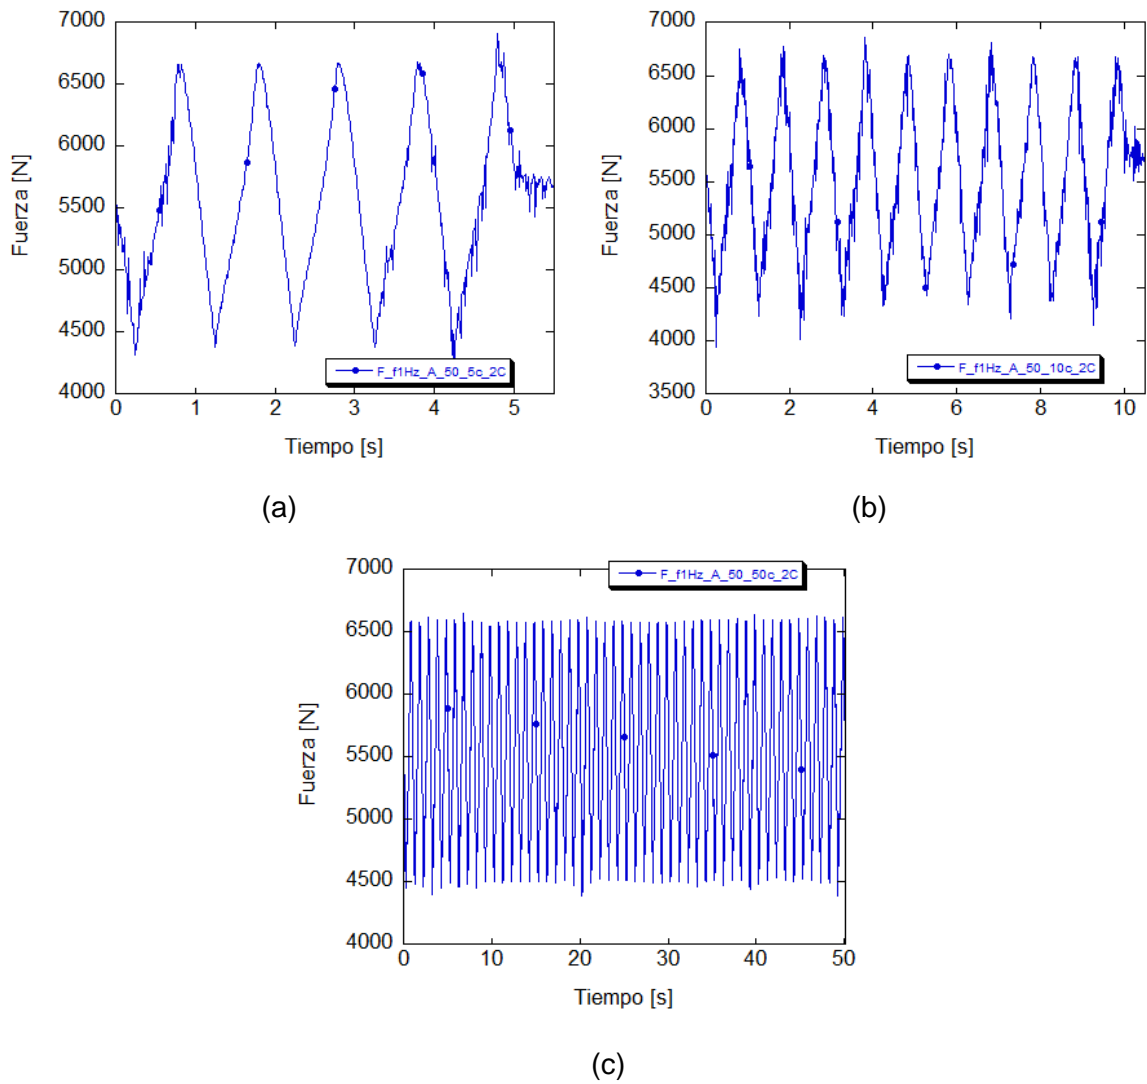 7000
6500
6000
5500
5000
4500
4000
Fuerza [N]
F_f1Hz_A_50_5c_2C
0 1 2 3 4 5
Tiempo [s]
(a)
7000
6500
6000
5500
5000
4500
4000
3500
Fuerza [N]
F_f1Hz_A_50_10c_2C
0 2 4 6 8 10
Tiempo [s]
(b)
F_f1Hz_A_50_50c_2C
7000
6500
6000
5500
5000
4500
4000
Fuerza [N]
0 10 20 30 40 50
Tiempo [s]
(c)